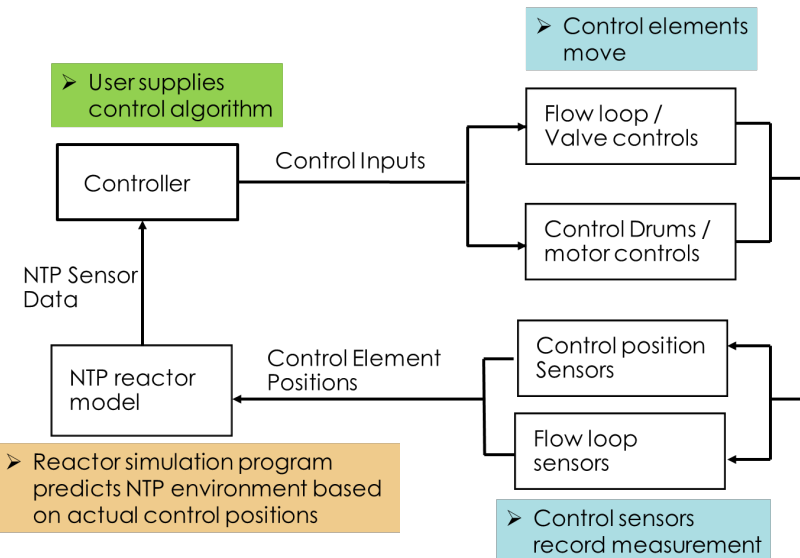 ➢ Control elements
move
➢ User supplies
control algorithm
Flow loop /
Valve controls
Control Inputs
Controller
Control Drums /
motor controls
NTP Sensor
Data
Control position
Sensors
Control Element
Positions
NTP reactor
model
Flow loop
sensors
➢ Reactor simulation program
predicts NTP environment based
on actual control positions
➢ Control sensors
record measurement